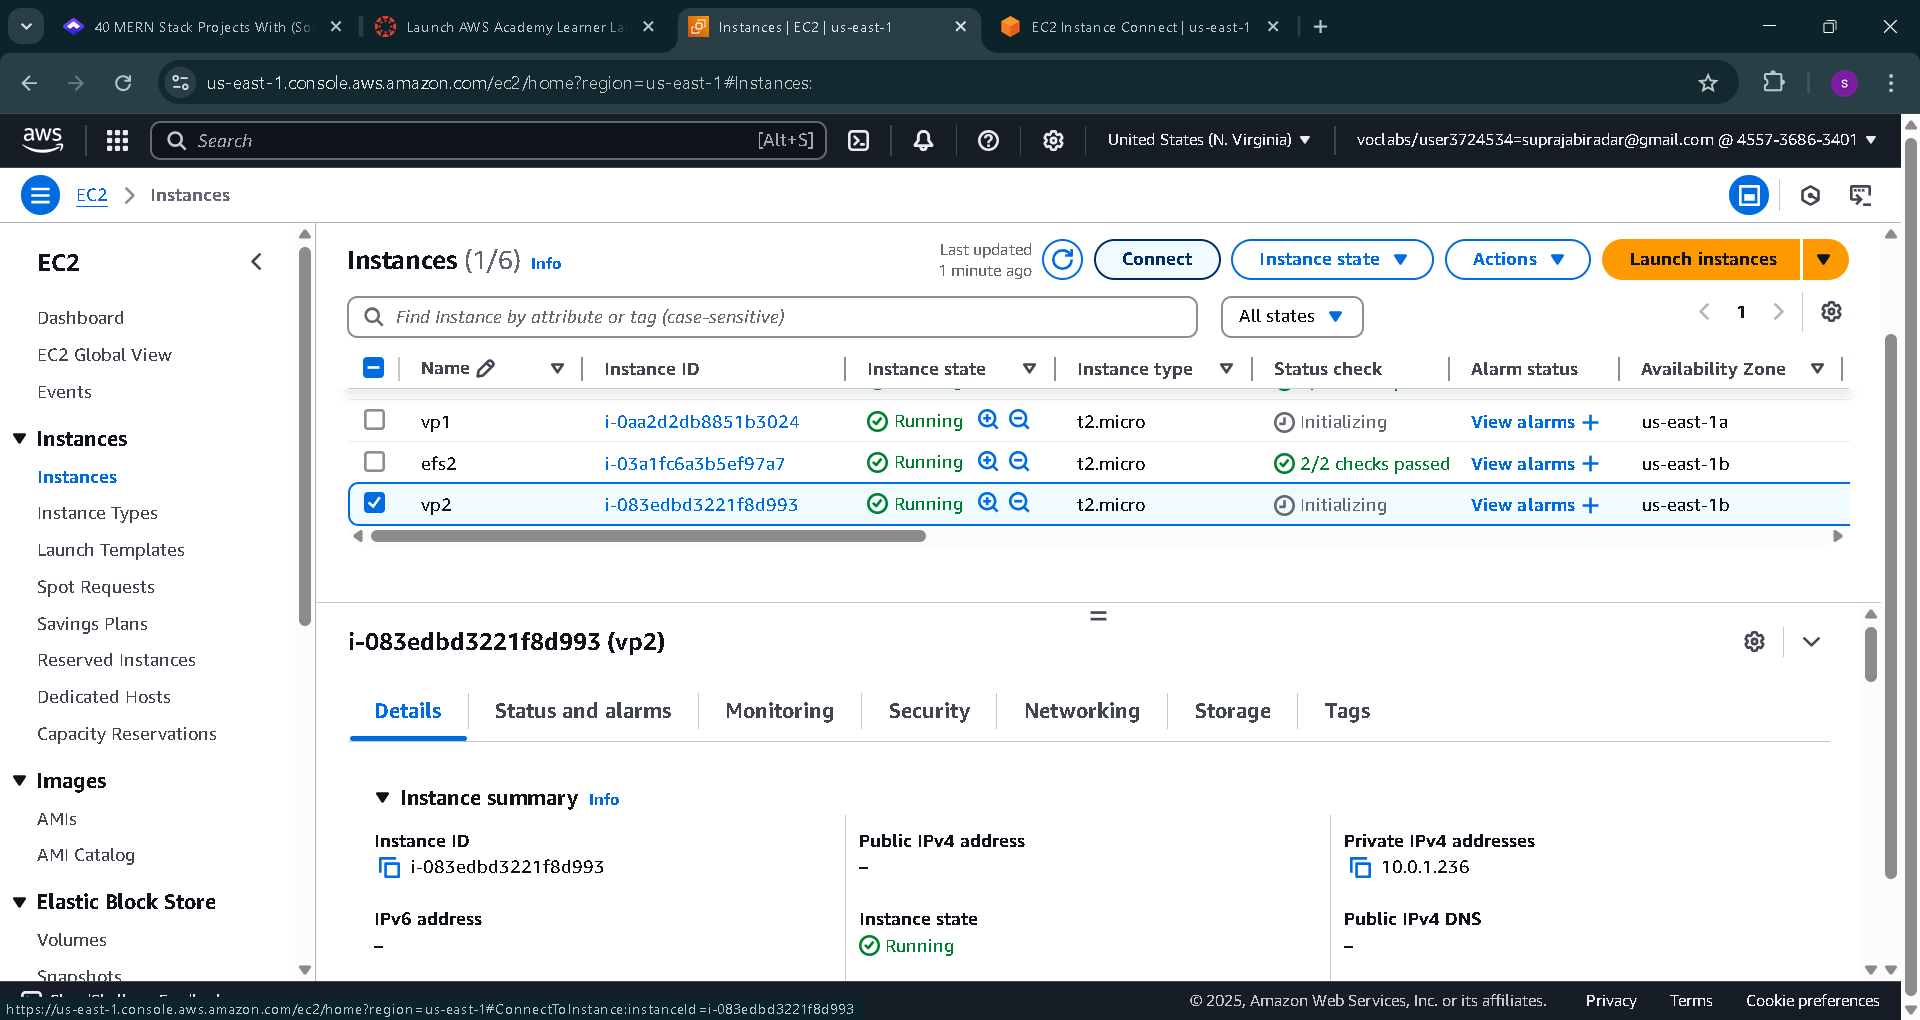 40 MERN Stack Projects With (So
Launch AWS Academy Learner La
Instances | EC2 | us-east-1
EC2 Instance Connect | us-east-1
us-east-1.console.aws.amazon.com/ec2/home?region=us-east-1#Instances:
S
aws
Search
[Alt+S]
United States (N. Virginia)
voclabs/user3724534=suprajabiradar@gmail.com @ 4557-3686-3401
EC2
Instances
EC2
Dashboard
EC2 Global View
Events
Instances
Instances
Instance Types
Launch Templates
Spot Requests
Savings Plans
Reserved Instances
Dedicated Hosts
Capacity Reservations
Images
AMIs
AMI Catalog
Elastic Block Store
Volumes
Snapshots
Instances (1/6) Info
Last updated
1 minute ago
Connect
Instance state
Actions
Launch instances
Find Instance by attribute or tag (case-sensitive)
All states
1
Name Instance ID Instance state Instance type Status check Alarm status Availability Zone
vp1 i-0aa2d2db8851b3024 Running t2.micro Initializing View alarms + us-east-1a
efs2 i-03a1fc6a3b5ef97a7 Running t2.micro 2/2 checks passed View alarms + us-east-1b
vp2 i-083edbd3221f8d993 Running t2.micro Initializing View alarms + us-east-1b
i-083edbd3221f8d993 (vp2)
Details Status and alarms Monitoring Security Networking Storage Tags
Instance summary Info
Instance ID
i-083edbd3221f8d993
Public IPv4 address
–
Private IPv4 addresses
10.0.1.236
IPv6 address
–
Instance state
Running
Public IPv4 DNS
–
https://us-east-1.console.aws.amazon.com/ec2/home?region=us-east-1#ConnectToInstance:instanceId=i-083edbd3221f8d993
© 2025, Amazon Web Services, Inc. or its affiliates.
Privacy
Terms
Cookie preferences